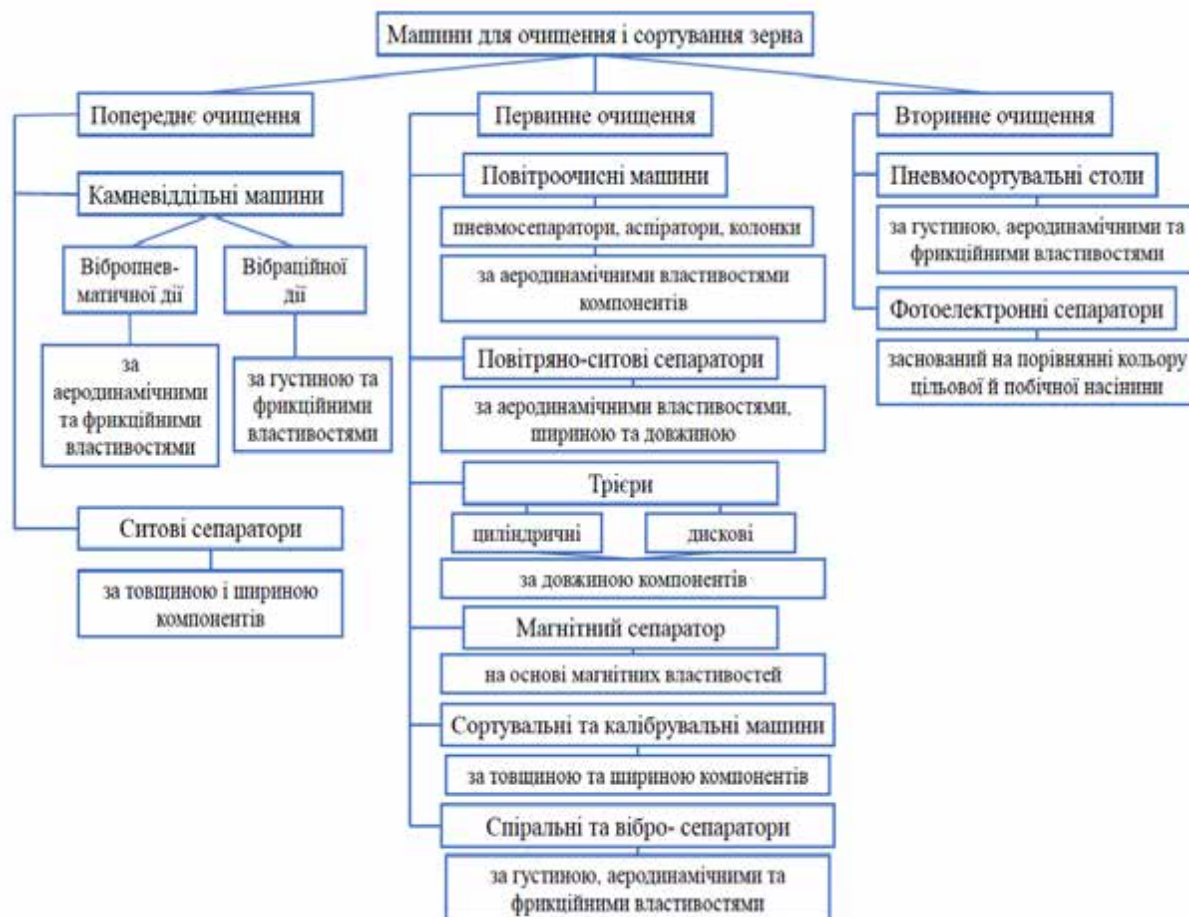 Машини для очищення і сортування зерна
Попереднє очищення
Камневіддільні машини
Вібропнев-
матичної дії
Вібраційної
дії
за
аеродинамічними
та фрикційними
властивостями
за густиною та
фрикційними
властивостями
Ситові сепаратори
за товщиною і шириною
компонентів
Первинне очищення
Повітроочисні машини
пневмосепаратори, аспіратори, колонки
за аеродинамічними властивостями
компонентів
Повітряно-ситові сепаратори
за аеродинамічними властивостями,
шириною та довжиною
Трієри
циліндричні
дискові
за довжиною компонентів
Магнітний сепаратор
на основі магнітних властивостей
Сортувальні та калібрувальні машини
за товщиною та шириною компонентів
Спіральні та вібро- сепаратори
за густиною, аеродинамічними та
фрикційними властивостями
Вторинне очищення
Пневмосортувальні столи
за густиною, аеродинамічними та
фрикційними властивостями
Фотоелектронні сепаратори
заснований на порівнянні кольору
цільової й побічної насінини